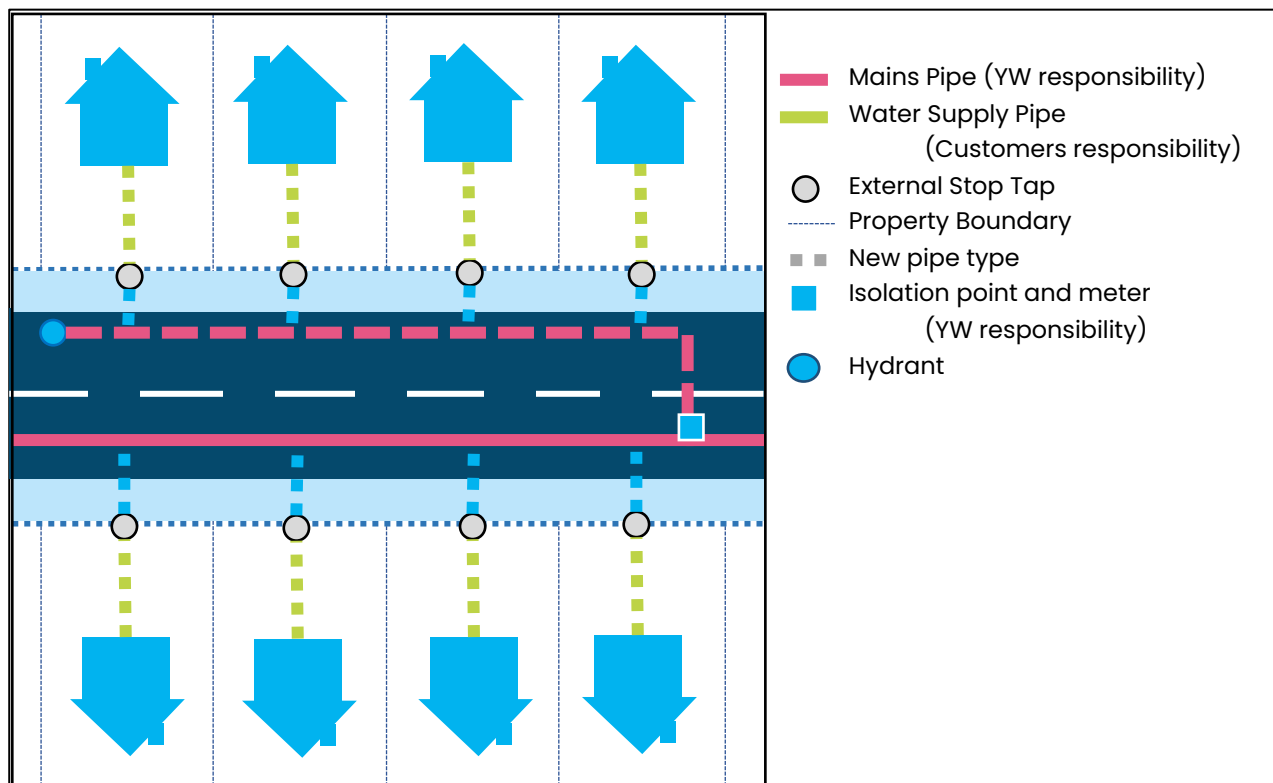 Mains Pipe (YW responsibility)
Water Supply Pipe
(Customers responsibility)
External Stop Tap
Property Boundary
New pipe type
Isolation point and meter
(YW responsibility)
Hydrant